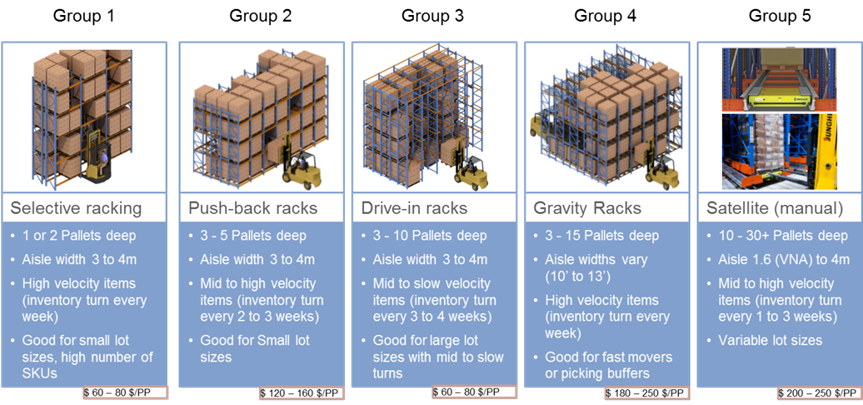 Group 1
Group 2
Group 3
Group 4
Group 5
JUNGHEI
Selective racking
• 1 or 2 Pallets deep
• Aisle width 3 to 4m
• High velocity items
(inventory turn every
week)
• Good for small lot
sizes, high number of
SKUs
$ 60 – 80 $/PP
Push-back racks
• 3 - 5 Pallets deep
• Aisle width 3 to 4m
• Mid to high velocity
items (inventory turn
every 2 to 3 weeks)
• Good for Small lot
sizes
$ 120 – 160 $/PP
Drive-in racks
• 3 - 10 Pallets deep
• Aisle width 3 to 4m
• Mid to slow velocity
items (inventory turn
every 3 to 4 weeks)
• Good for large lot
sizes with mid to slow
turns
$ 60 – 80 $/PP
Gravity Racks
• 3 - 15 Pallets deep
• Aisle widths vary
(10’ to 13’)
• High velocity items
(inventory turn every
week)
• Good for fast movers
or picking buffers
$ 180 – 250 $/PP
Satellite (manual)
• 10 - 30+ Pallets deep
• Aisle 1.6 (VNA) to 4m
• Mid to high velocity
items (inventory turn
every 1 to 3 weeks)
• Variable lot sizes
$ 200 – 250 $/PP